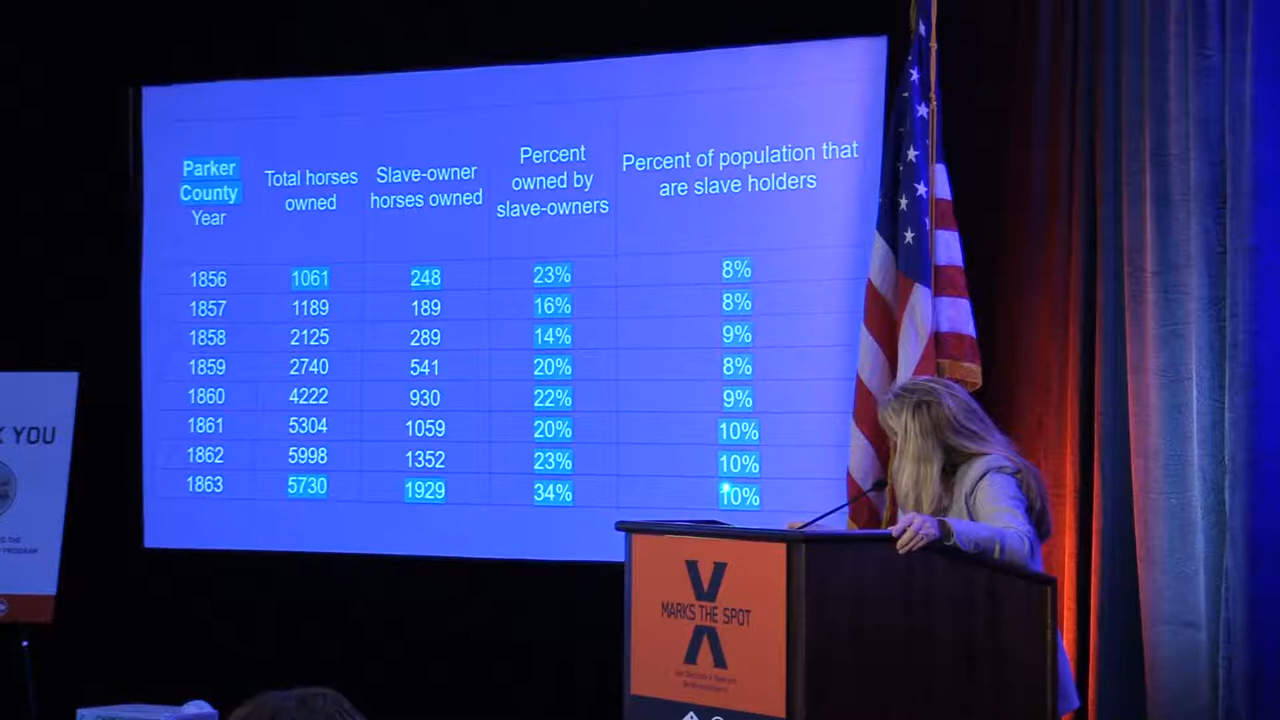 Parker
County
Year
Total horses
owned
Slave-owner
horses owned
Percent
owned by
slave-owners
Percent of population that
are slave holders
1856 1061 248 23% 8%
1857 1189 189 16% 8%
1858 2125 289 14% 9%
1859 2740 541 20% 8%
1860 4222 930 22% 9%
1861 5304 1059 20% 10%
1862 5998 1352 23% 10%
1863 5730 1929 34% 10%
YOU
THE
PROGRAM
X
MARKS THE SPOT